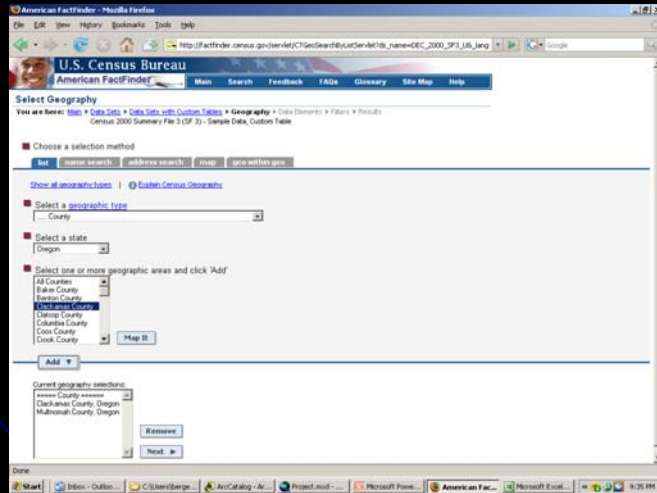 American FactFinder - Mozilla Firefox
File Edit View History Bookmarks Tools Help
http://factfinder.census.gov/servlet/CTGeoSearchByListServlet?ds_name=DEC_2000_SF3_U&_lang
Google
U.S. Census Bureau
American FactFinder
Main Search Feedback FAQs Glossary Site Map Help
Select Geography
You are here: Main ▸ Data Sets ▸ Data Sets with Custom Tables ▸ Geography ▸ Data Elements ▸ Filters ▸ Results
Census 2000 Summary File 3 (SF 3) - Sample Data, Custom Table
Choose a selection method
list name search address search map geo within geo
Show all geography types | Explain Census Geography
Select a geographic type
.... County
Select a state
Oregon
Select one or more geographic areas and click 'Add'
All Counties
Baker County
Benton County
Clackamas County
Clatsop County
Columbia County
Coos County
Crook County
Map It
Add ▼
Current geography selections:
===== County ======
Clackamas County, Oregon
Multnomah County, Oregon
Remove
Next ►
Done
Start Inbox - Outloo... C:\Users\berge... ArcCatalog - Ar... Project.mxd - ... Microsoft Powe... American Fac... Microsoft Excel... 9:35 PM